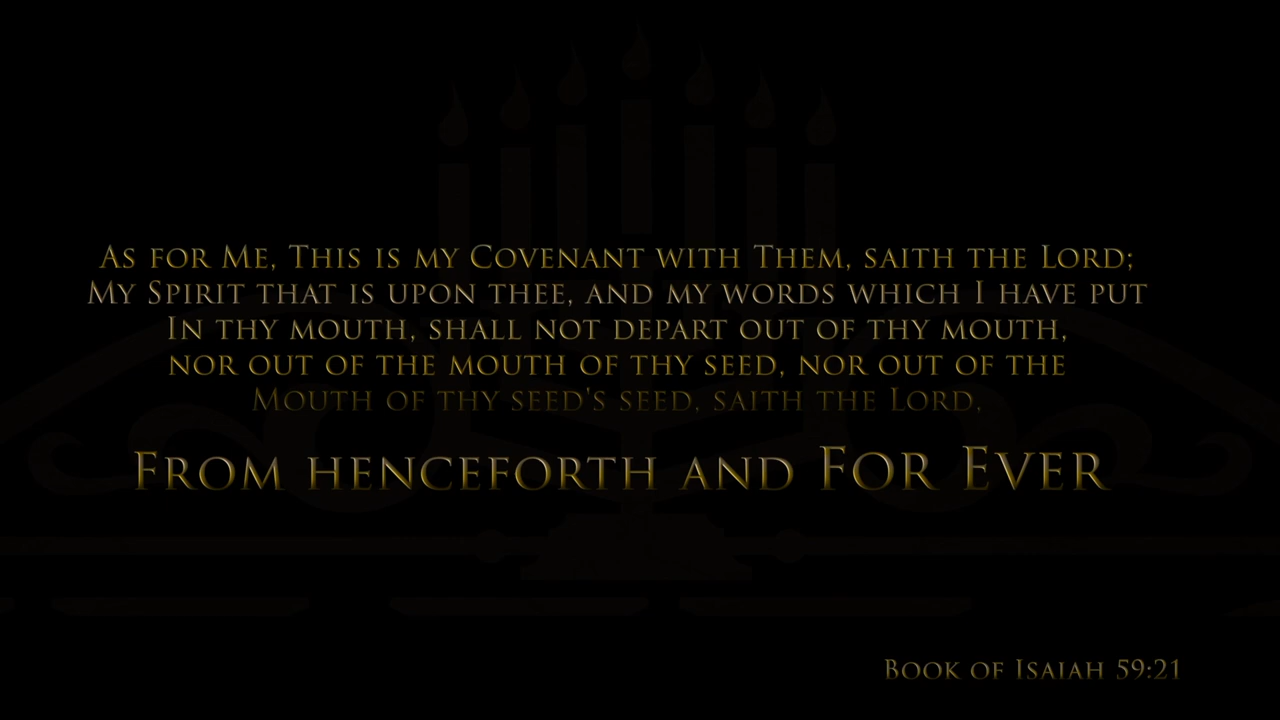 As for Me, This is my Covenant with Them, saith the Lord;
My Spirit that is upon thee, and my words which I have put
In thy mouth, shall not depart out of thy mouth,
nor out of the mouth of thy seed, nor out of the
Mouth of thy seed's seed, saith the Lord,
From henceforth and For Ever
Book of Isaiah 59:21